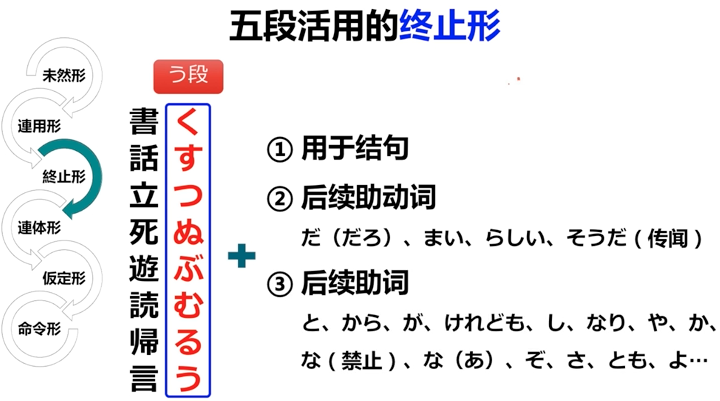 五段活用的终止形
う段
未然形
連用形
終止形
連体形
仮定形
命令形
書く
話す
立つ
死ぬ
遊ぶ
読む
帰る
言う
+
① 用于结句
② 后续助动词
だ（だろ）、まい、らしい、そうだ（传闻）
③ 后续助词
と、から、が、けれども、し、なり、や、か、
な（禁止）、な（あ）、ぞ、さ、とも、よ…